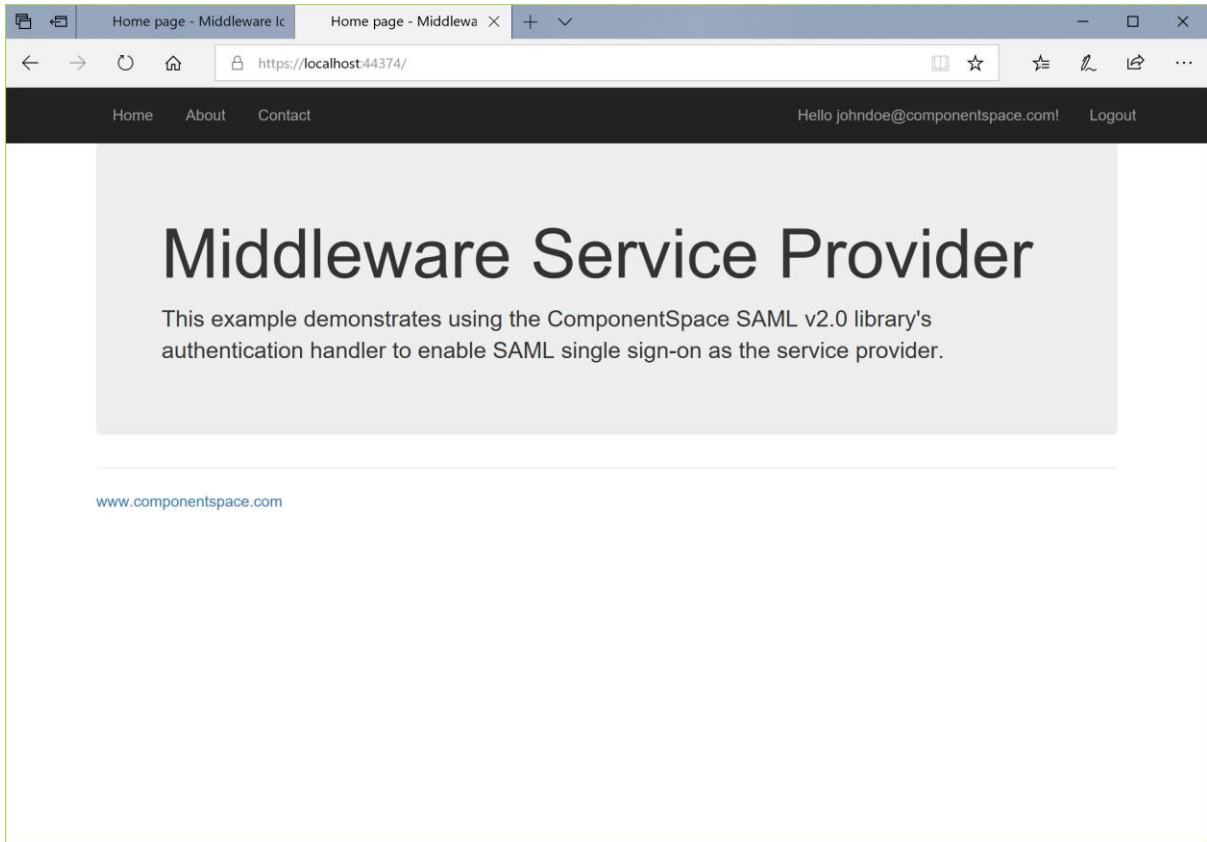 Home page - Middleware Ic
Home page - Middlewa
https://localhost:44374/
Home About Contact Hello johndoe@componentspace.com! Logout
Middleware Service Provider
This example demonstrates using the ComponentSpace SAML v2.0 library's
authentication handler to enable SAML single sign-on as the service provider.
www.componentspace.com